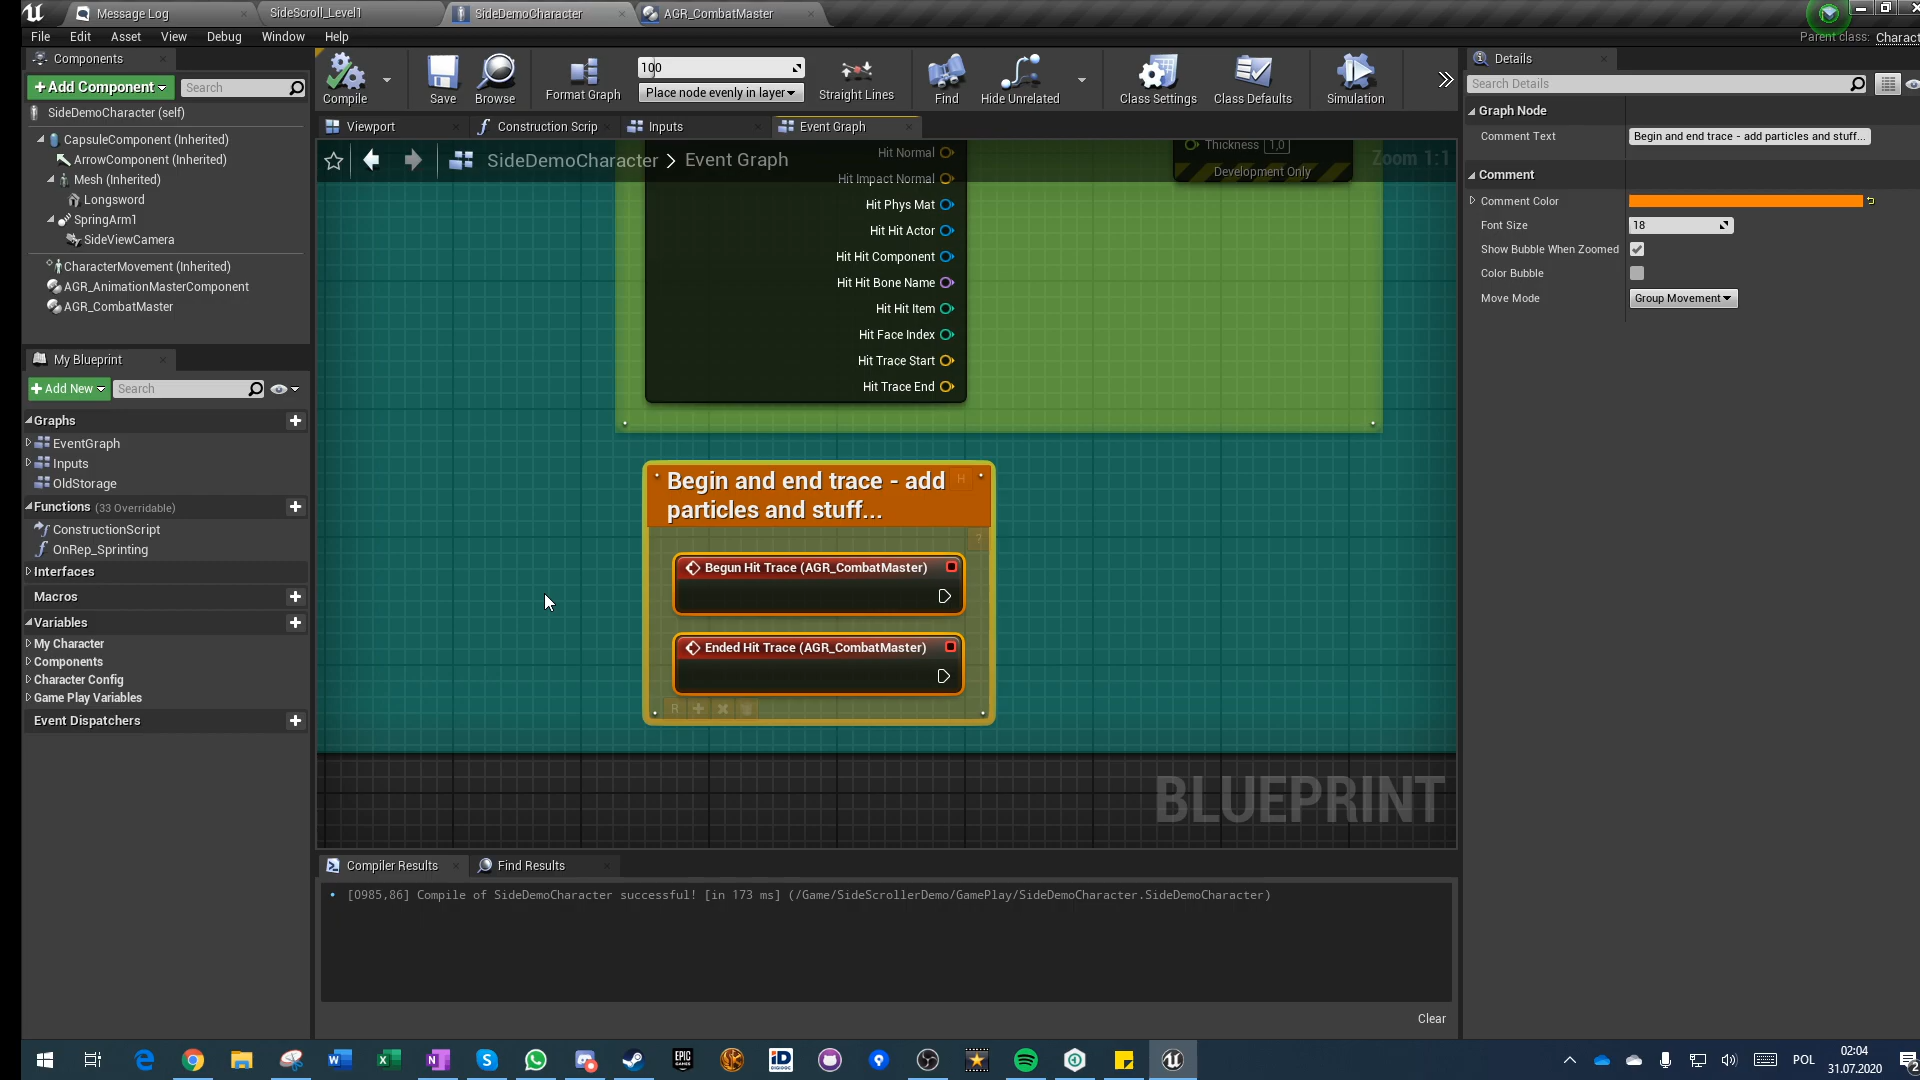 Message Log
SideScroll_Level1
SideDemoCharacter
AGR_CombatMaster
File Edit Asset View Debug Window Help
Parent class: Charact
Components
+Add Component
Search
SideDemoCharacter (self)
CapsuleComponent (Inherited)
ArrowComponent (Inherited)
Mesh (Inherited)
Longsword
SpringArm1
SideViewCamera
CharacterMovement (Inherited)
AGR_AnimationMasterComponent
AGR_CombatMaster
My Blueprint
+Add New
Search
Graphs
EventGraph
Inputs
OldStorage
Functions (33 Overridable)
ConstructionScript
OnRep_Sprinting
Interfaces
Macros
Variables
My Character
Components
Character Config
Game Play Variables
Event Dispatchers
Compile
Save
Browse
Format Graph
100
Place node evenly in layer
Straight Lines
Find
Hide Unrelated
Class Settings
Class Defaults
Simulation
Viewport
Construction Scrip
Inputs
Event Graph
SideDemoCharacter > Event Graph
Zoom 1:1
Hit Normal
Hit Impact Normal
Hit Phys Mat
Hit Hit Actor
Hit Hit Component
Hit Hit Bone Name
Hit Hit Item
Hit Face Index
Hit Trace Start
Hit Trace End
Thickness 1,0
Development Only
Begin and end trace - add
particles and stuff...
H
?
Begun Hit Trace (AGR_CombatMaster)
Ended Hit Trace (AGR_CombatMaster)
R
BLUEPRINT
Compiler Results
Find Results
[0985,86] Compile of SideDemoCharacter successful! [in 173 ms] (/Game/SideScrollerDemo/GamePlay/SideDemoCharacter.SideDemoCharacter)
Clear
Details
Search Details
Graph Node
Comment Text
Begin and end trace - add particles and stuff...
Comment
Comment Color
Font Size
18
Show Bubble When Zoomed
Color Bubble
Move Mode
Group Movement
EPIC
GAMES
iD
DIGIDOC
POL
02:04
31.07.2020
2